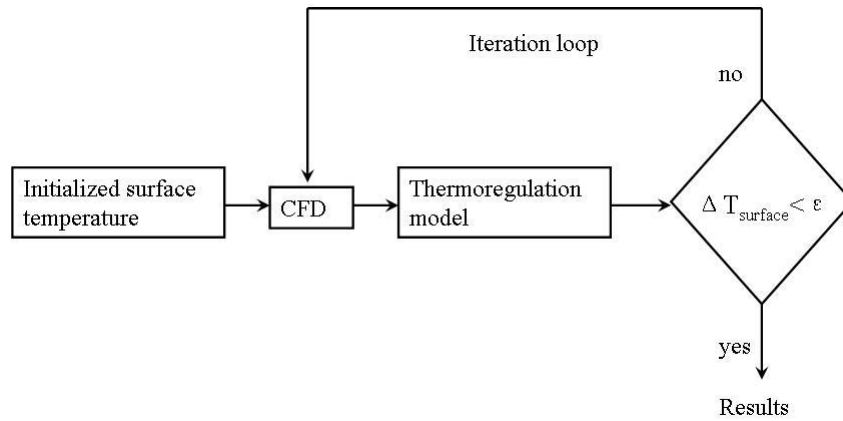 Iteration loop
no
Initialized surface
temperature
CFD
Thermoregulation
model
Δ T_surface < ε
yes
Results